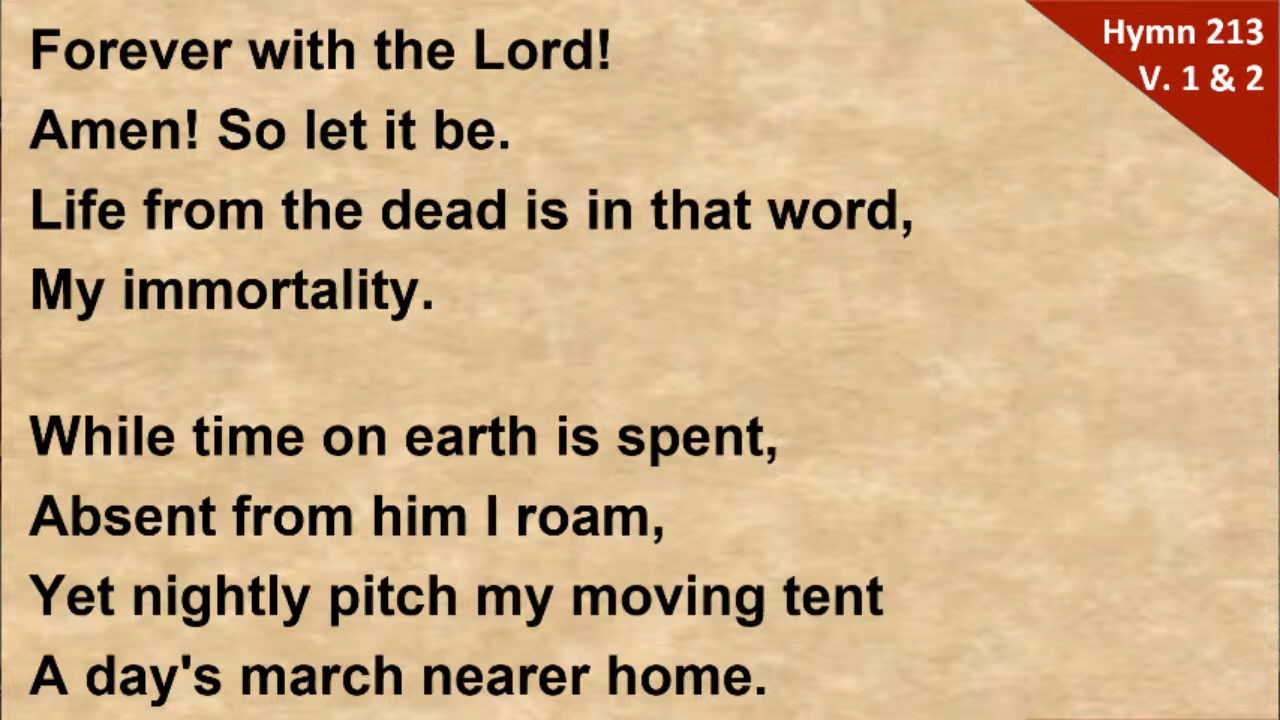 Forever with the Lord!
Amen! So let it be.
Life from the dead is in that word,
My immortality.
While time on earth is spent,
Absent from him I roam,
Yet nightly pitch my moving tent
A day's march nearer home.
Hymn 213
V. 1 & 2